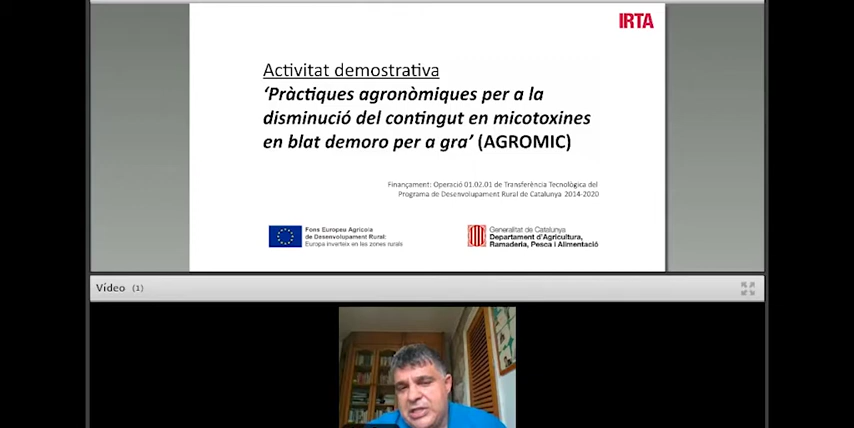 IRTA
Activitat demostrativa
‘Pràctiques agronòmiques per a la
disminució del contingut en micotoxines
en blat demoro per a gra’ (AGROMIC)
Finançament: Operació 01.02.01 de Transferència Tecnològica del
Programa de Desenvolupament Rural de Catalunya 2014-2020
Fons Europeu Agrícola
de Desenvolupament Rural:
Europa inverteix en les zones rurals
Generalitat de Catalunya
Departament d’Agricultura,
Ramaderia, Pesca i Alimentació
Vídeo (1)